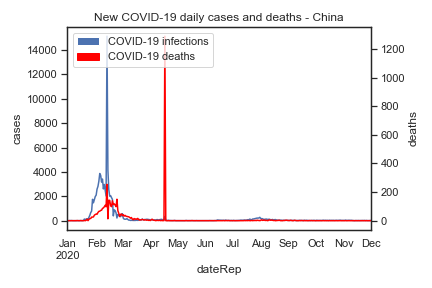 New COVID-19 daily cases and deaths - China
COVID-19 infections
COVID-19 deaths
14000
12000
10000
8000
6000
4000
2000
0
cases
1200
1000
800
600
400
200
0
deaths
Jan Feb Mar Apr May Jun Jul Aug Sep Oct Nov Dec
2020
dateRep